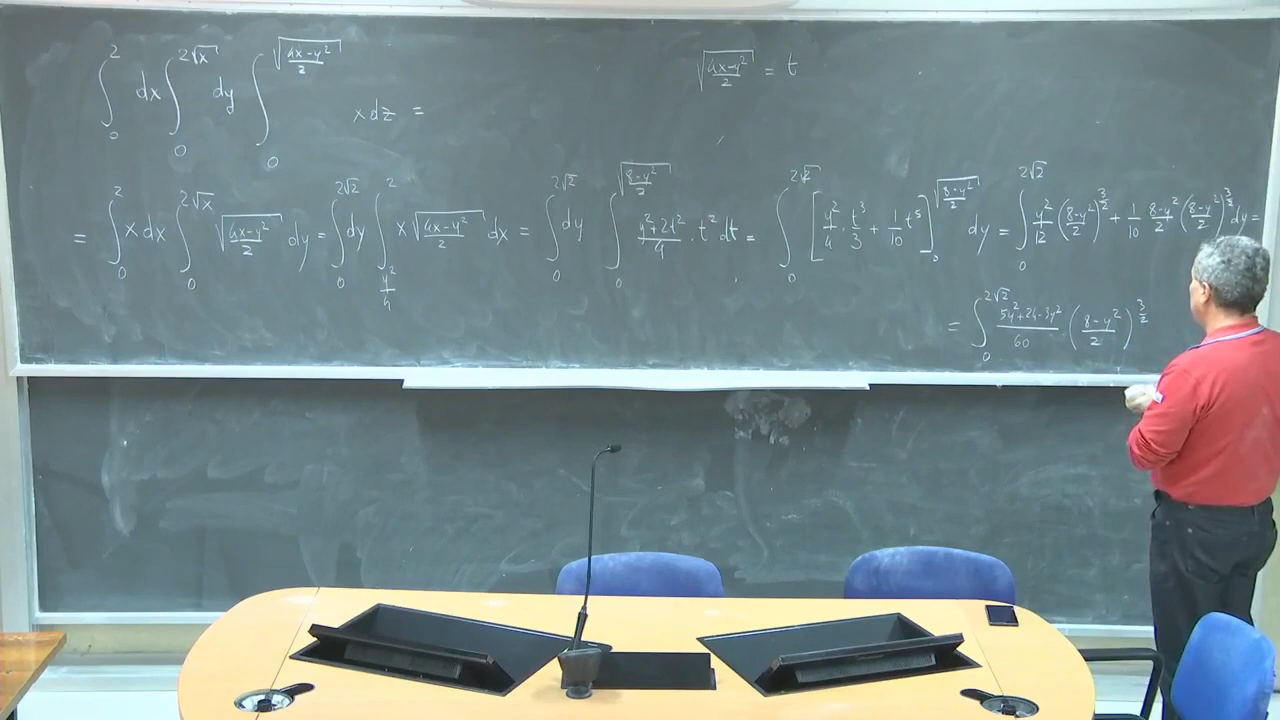 ∫₀² dx ∫₀^{2√x} dy ∫₀^{√((4x−y²)/2)} x dz =
√((4x−y²)/2) = t
= ∫₀² x dx ∫₀^{2√x} √((4x−y²)/2) dy = ∫₀^{2√2} dy ∫_{y²/4}² x √((4x−y²)/2) dx = ∫₀^{2√2} dy ∫₀^{√((8−y²)/2)} (y²+2t²)/4 · t² dt = ∫₀^{2√2} [y²/4 · t³/3 + 1/10 t⁵]₀^{√((8−y²)/2)} dy = ∫₀^{2√2} y²/12 ((8−y²)/2)^{3/2} + 1/10 (8−y²)/2 ((8−y²)/2)^{3/2} dy =
= ∫₀^{2√2} (5y²+24−3y²)/60 · ((8−y²)/2)^{3/2}